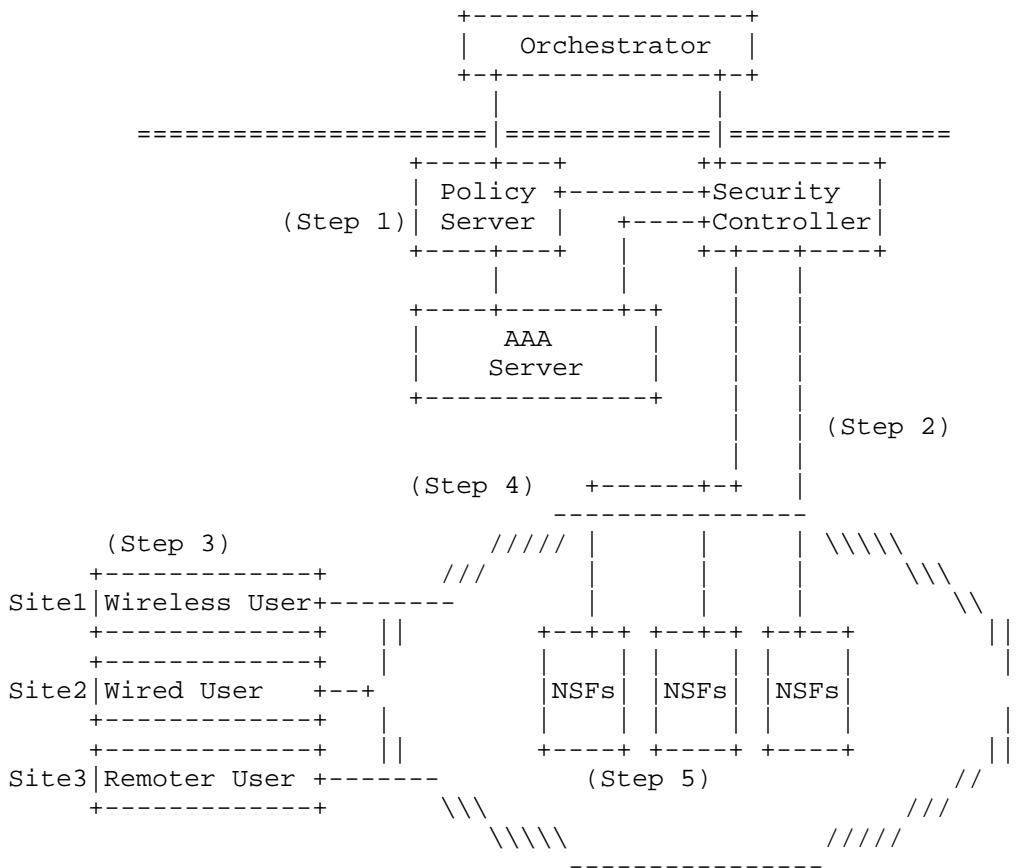 Orchestrator
Policy Security
(Step 1) Server Controller
AAA
Server
(Step 2)
(Step 4)
(Step 3)
Site1 Wireless User
Site2 Wired User NSFs NSFs NSFs
Site3 Remoter User (Step 5)